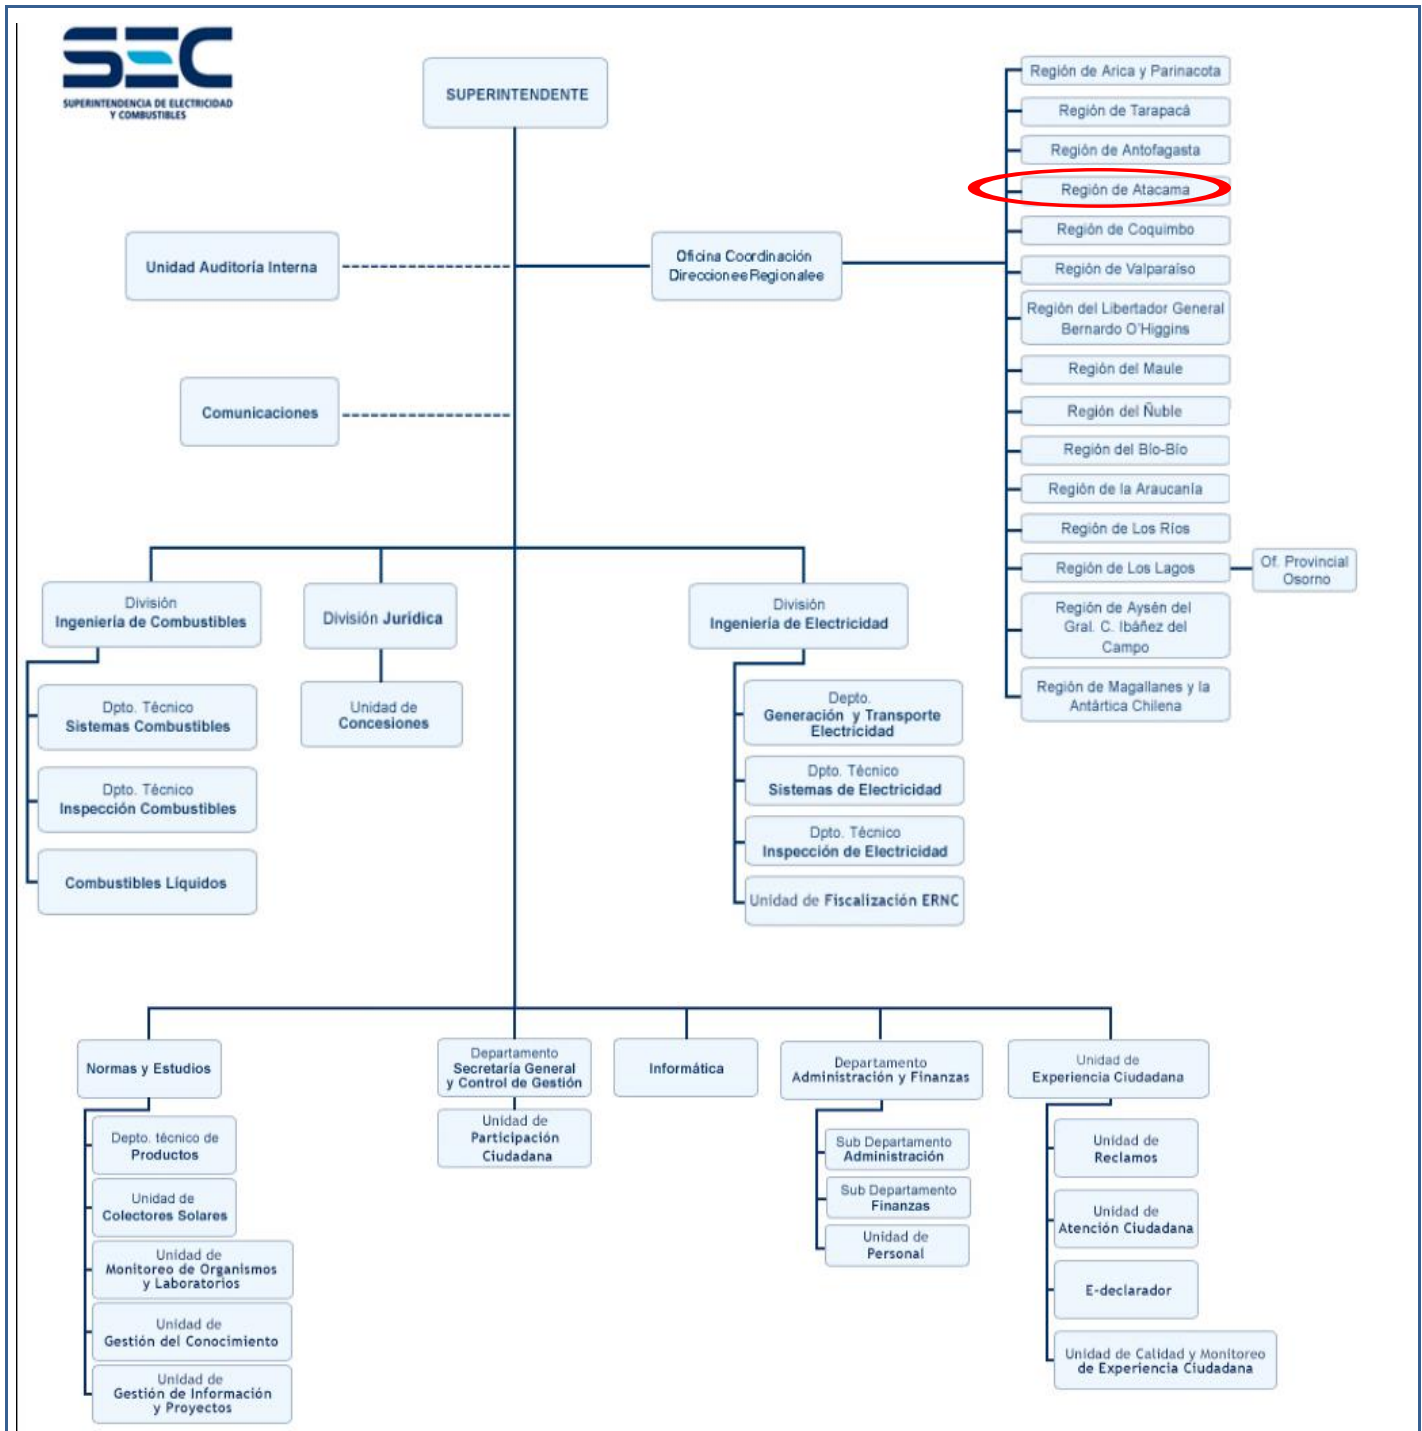 SEC
SUPERINTENDENCIA DE ELECTRICIDAD
Y COMBUSTIBLES
SUPERINTENDENTE
Unidad Auditoría Interna
Oficina Coordinación
Direccionee Regionalee
Comunicaciones
Región de Arica y Parinacota
Región de Tarapacá
Región de Antofagasta
Región de Atacama
Región de Coquimbo
Región de Valparaíso
Región del Libertador General
Bernardo O'Higgins
Región del Maule
Región del Ñuble
Región del Bío-Bío
Región de la Araucanía
Región de Los Ríos
Región de Los Lagos
Of. Provincial
Osorno
Región de Aysén del
Gral. C. Ibáñez del
Campo
Región de Magallanes y la
Antártica Chilena
División
Ingeniería de Combustibles
Dpto. Técnico
Sistemas Combustibles
Dpto. Técnico
Inspección Combustibles
Combustibles Líquidos
División Jurídica
Unidad de
Concesiones
División
Ingeniería de Electricidad
Depto.
Generación y Transporte
Electricidad
Dpto. Técnico
Sistemas de Electricidad
Dpto. Técnico
Inspección de Electricidad
Unidad de Fiscalización ERNC
Normas y Estudios
Depto. técnico de
Productos
Unidad de
Colectores Solares
Unidad de
Monitoreo de Organismos
y Laboratorios
Unidad de
Gestión del Conocimiento
Unidad de
Gestión de Información
y Proyectos
Departamento
Secretaría General
y Control de Gestión
Unidad de
Participación
Ciudadana
Informática
Departamento
Administración y Finanzas
Sub Departamento
Administración
Sub Departamento
Finanzas
Unidad de
Personal
Unidad de
Experiencia Ciudadana
Unidad de
Reclamos
Unidad de
Atención Ciudadana
E-declarador
Unidad de Calidad y Monitoreo
de Experiencia Ciudadana